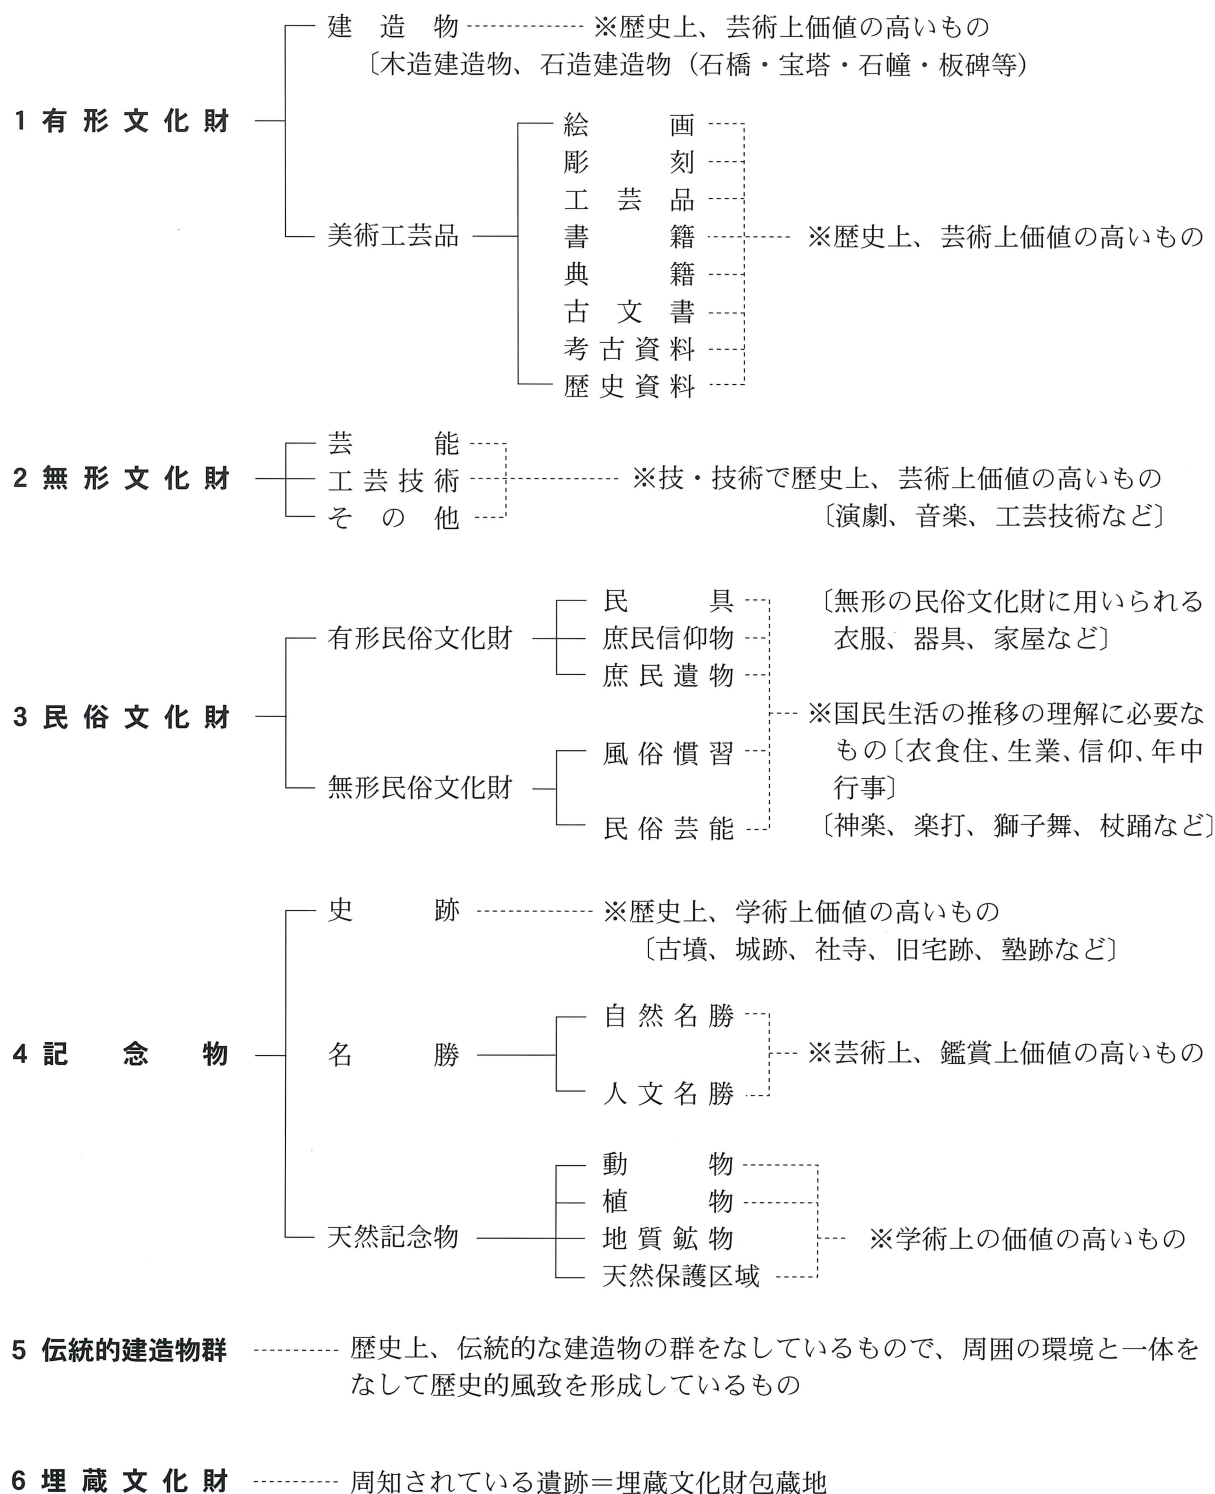 建造物 ※歴史上、芸術上価値の高いもの
〔木造建造物、石造建造物（石橋・宝塔・石幢・板碑等）
1 有形文化財
絵画
彫刻
工芸品
美術工芸品 書籍 ※歴史上、芸術上価値の高いもの
典籍
古文書
考古資料
歴史資料
芸能
2 無形文化財 工芸技術 ※技・技術で歴史上、芸術上価値の高いもの
その他 〔演劇、音楽、工芸技術など〕
民具 〔無形の民俗文化財に用いられる
有形民俗文化財 庶民信仰物 衣服、器具、家屋など〕
庶民遺物
3 民俗文化財 ※国民生活の推移の理解に必要な
風俗慣習 もの〔衣食住、生業、信仰、年中
無形民俗文化財 行事〕
民俗芸能 〔神楽、楽打、獅子舞、杖踊など〕
史跡 ※歴史上、学術上価値の高いもの
〔古墳、城跡、社寺、旧宅跡、塾跡など〕
自然名勝
4 記念物 名勝 ※芸術上、鑑賞上価値の高いもの
人文名勝
動物
植物
天然記念物 地質鉱物 ※学術上の価値の高いもの
天然保護区域
5 伝統的建造物群 歴史上、伝統的な建造物の群をなしているもので、周囲の環境と一体を
なして歴史的風致を形成しているもの
6 埋蔵文化財 周知されている遺跡＝埋蔵文化財包蔵地